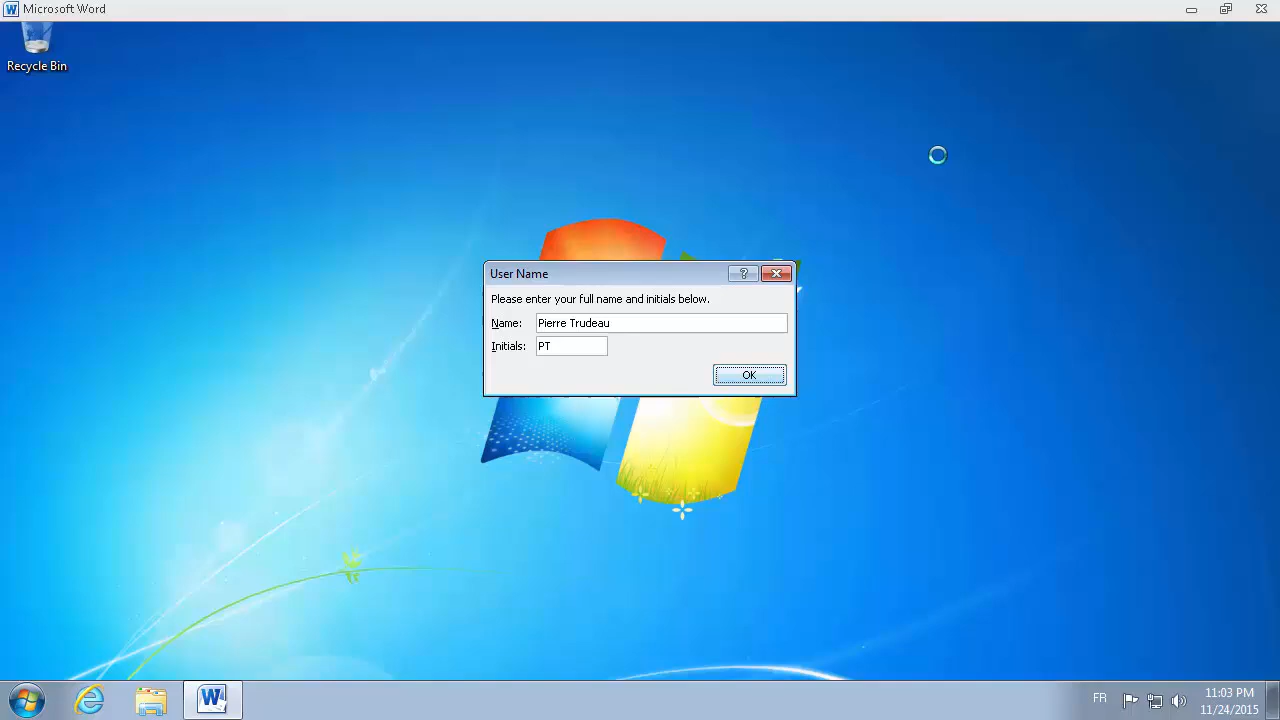 Microsoft Word
Recycle Bin
User Name
Please enter your full name and initials below.
Name: Pierre Trudeau
Initials: PT
OK
FR
11:03 PM
11/24/2015